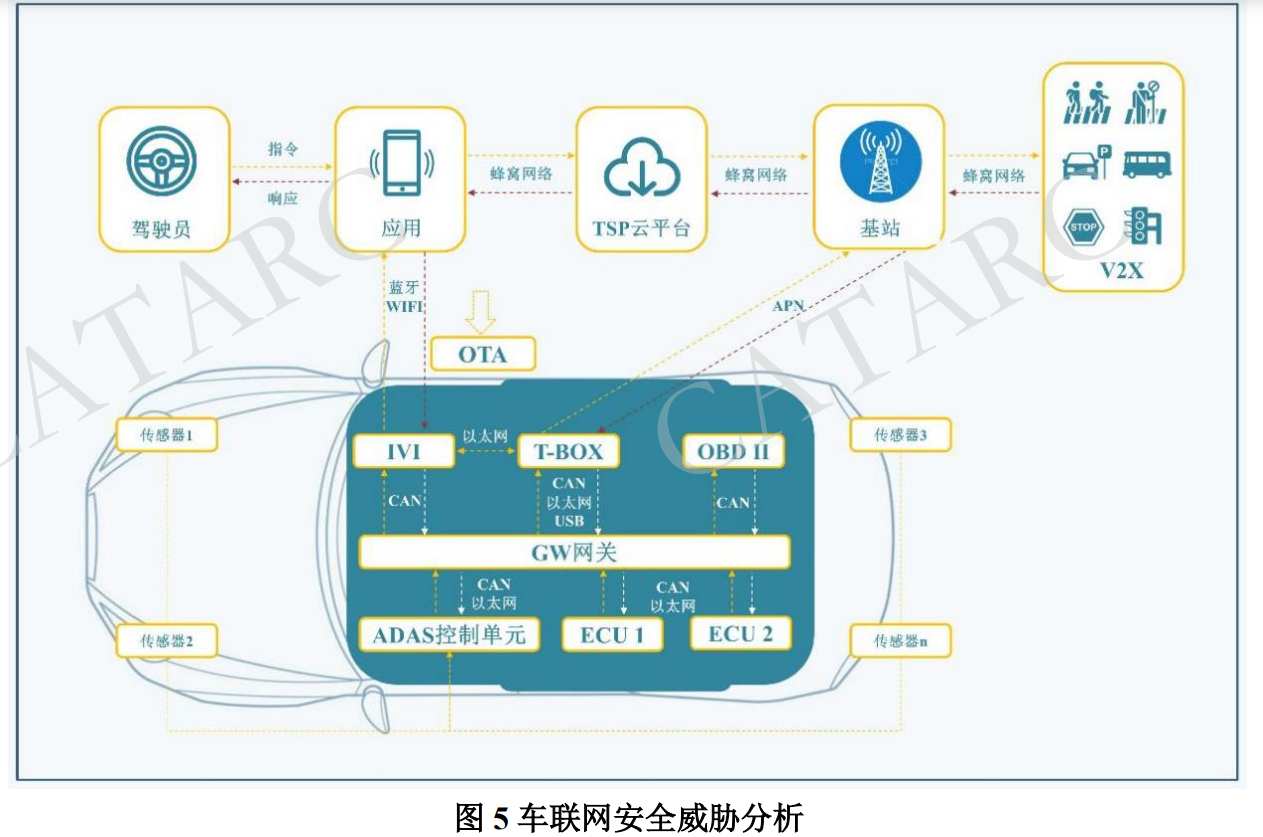 指令
响应
驾驶员
应用
蜂窝网络
TSP云平台
蜂窝网络
基站
蜂窝网络
P
STOP
V2X
蓝牙
WIFI
APN
OTA
传感器1
传感器3
IVI
以太网
T-BOX
OBD II
CAN
CAN
以太网
USB
CAN
GW网关
CAN
以太网
CAN
以太网
ADAS控制单元
ECU 1
ECU 2
传感器2
传感器n
CATARC
CATARC
图 5 车联网安全威胁分析